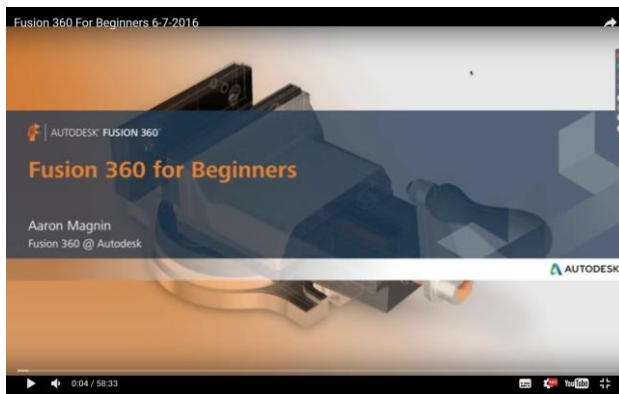 Fusion 360 For Beginners 6-7-2016
AUTODESK® FUSION 360™
Fusion 360 for Beginners
Aaron Magnin
Fusion 360 @ Autodesk
AUTODESK
0:04 / 58:33
YouTube